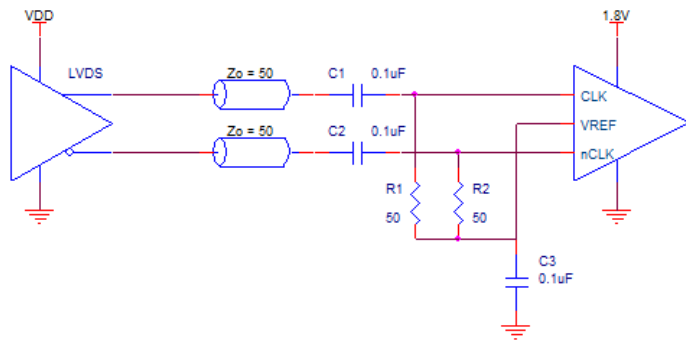 VDD
1.8V
LVDS
Zo = 50
C1
0.1uF
CLK
Zo = 50
C2
0.1uF
VREF
nCLK
R1
R2
50
50
C3
0.1uF